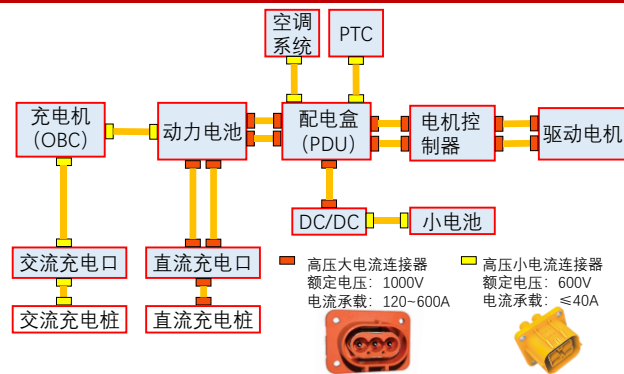 空调
系统
PTC
充电机
（OBC）
动力电池
配电盒
(PDU)
电机控
制器
驱动电机
DC/DC
小电池
交流充电口
直流充电口
交流充电桩
直流充电桩
高压大电流连接器
额定电压：1000V
电流承载：120~600A
高压小电流连接器
额定电压：600V
电流承载：≤40A